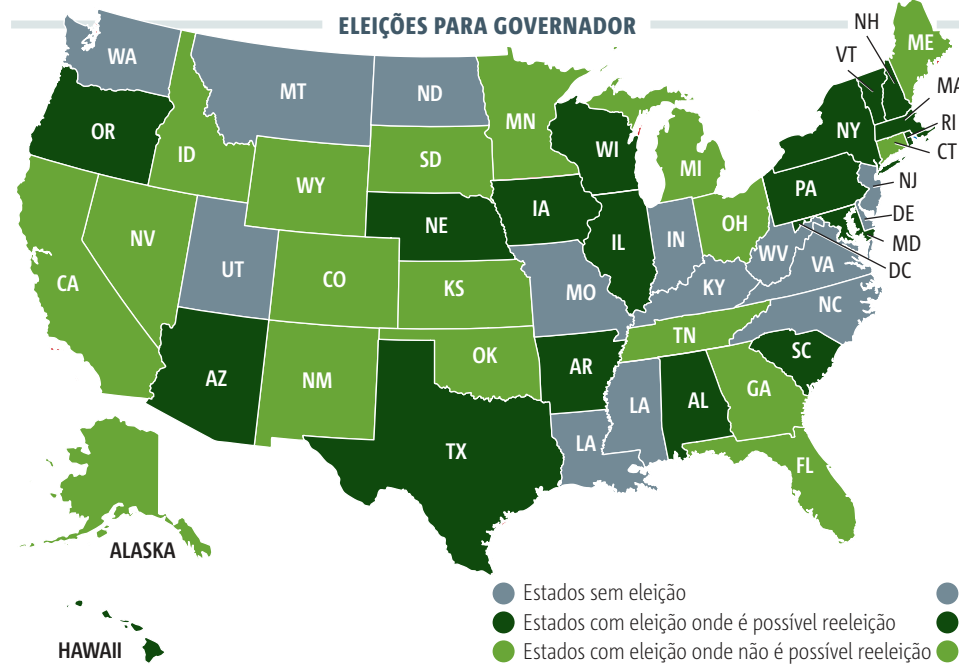 ELEIÇÕES PARA GOVERNADOR
NH
WA
ME
VT
MT
ND
MA
OR
MN
NY
RI
ID
WI
CT
SD
MI
WY
PA
NJ
IA
NE
OH
NV
IL
IN
DE
UT
WV
MD
CO
VA
DC
CA
KS
MO
KY
NC
TN
SC
OK
AR
AZ
NM
GA
AL
LA
LA
TX
FL
ALASKA
Estados sem eleição
Estados com eleição onde é possível reeleição
HAWAII
Estados com eleição onde não é possível reeleição